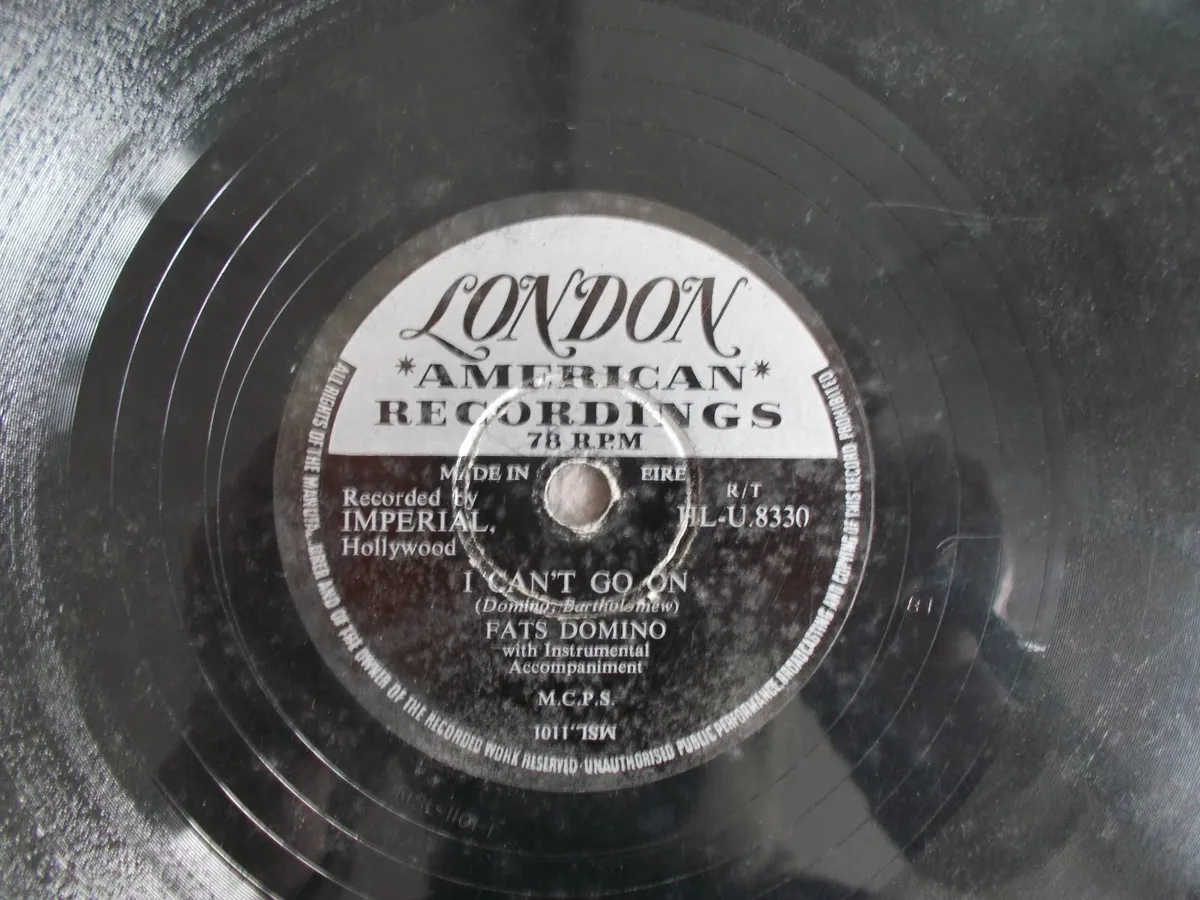 LONDON
*AMERICAN*
RECORDINGS
78 R.P.M
MADE IN EIRE
Recorded by
IMPERIAL,
Hollywood
R/T
HL-U.8330
I CAN'T GO ON
(Domino; Bartholomew)
FATS DOMINO
with Instrumental
Accompaniment
M.C.P.S.
MSL.1101
ALL RIGHTS OF THE MANUFACTURER AND OF THE OWNER OF THE RECORDED WORK RESERVED · UNAUTHORISED PUBLIC PERFORMANCE, BROADCASTING AND COPYING OF THIS RECORD PROHIBITED
B1